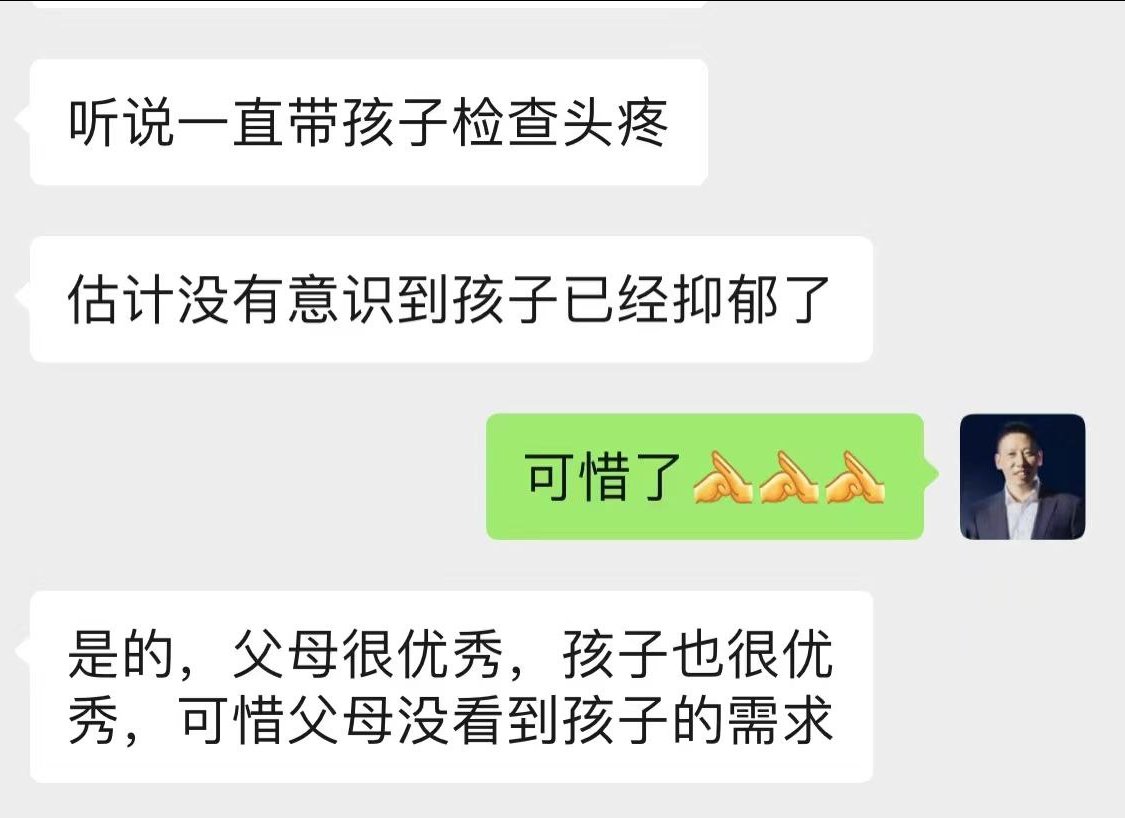 听说一直带孩子检查头疼
估计没有意识到孩子已经抑郁了
可惜了
是的，父母很优秀，孩子也很优
秀，可惜父母没看到孩子的需求